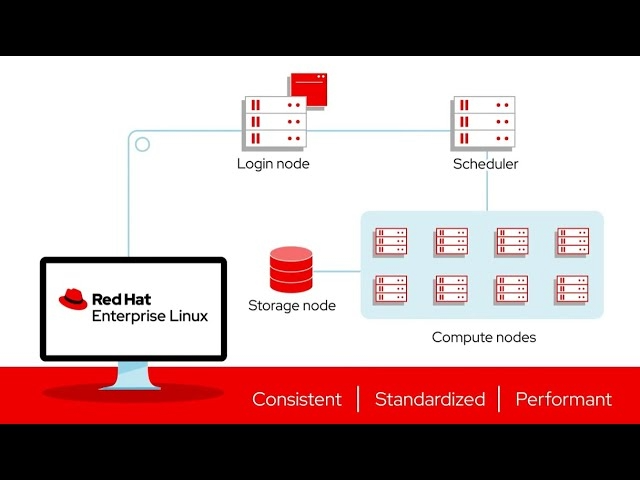 Login node
Scheduler
Storage node
Compute nodes
Red Hat
Enterprise Linux
Consistent | Standardized | Performant